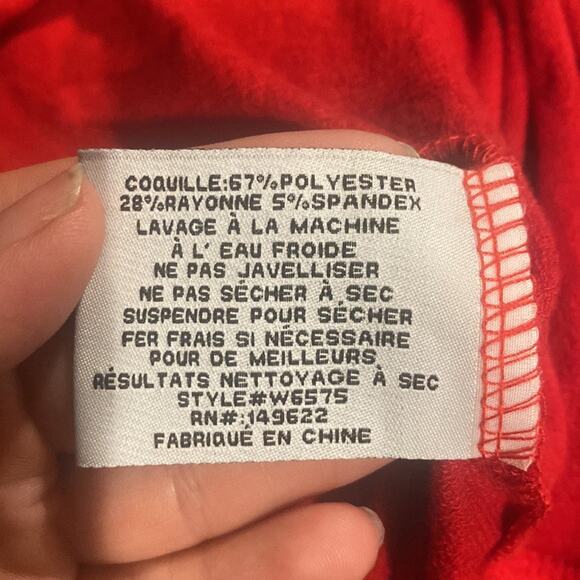 COQUILLE:67%POLYESTER
28%RAYONNE 5%SPANDEX
LAVAGE À LA MACHINE
À L' EAU FROIDE
NE PAS JAVELLISER
NE PAS SÉCHER À SEC
SUSPENDRE POUR SÉCHER
FER FRAIS SI NÉCESSAIRE
POUR DE MEILLEURS
RÉSULTATS NETTOYAGE À SEC
STYLE#W6575
RN#:149622
FABRIQUÉ EN CHINE